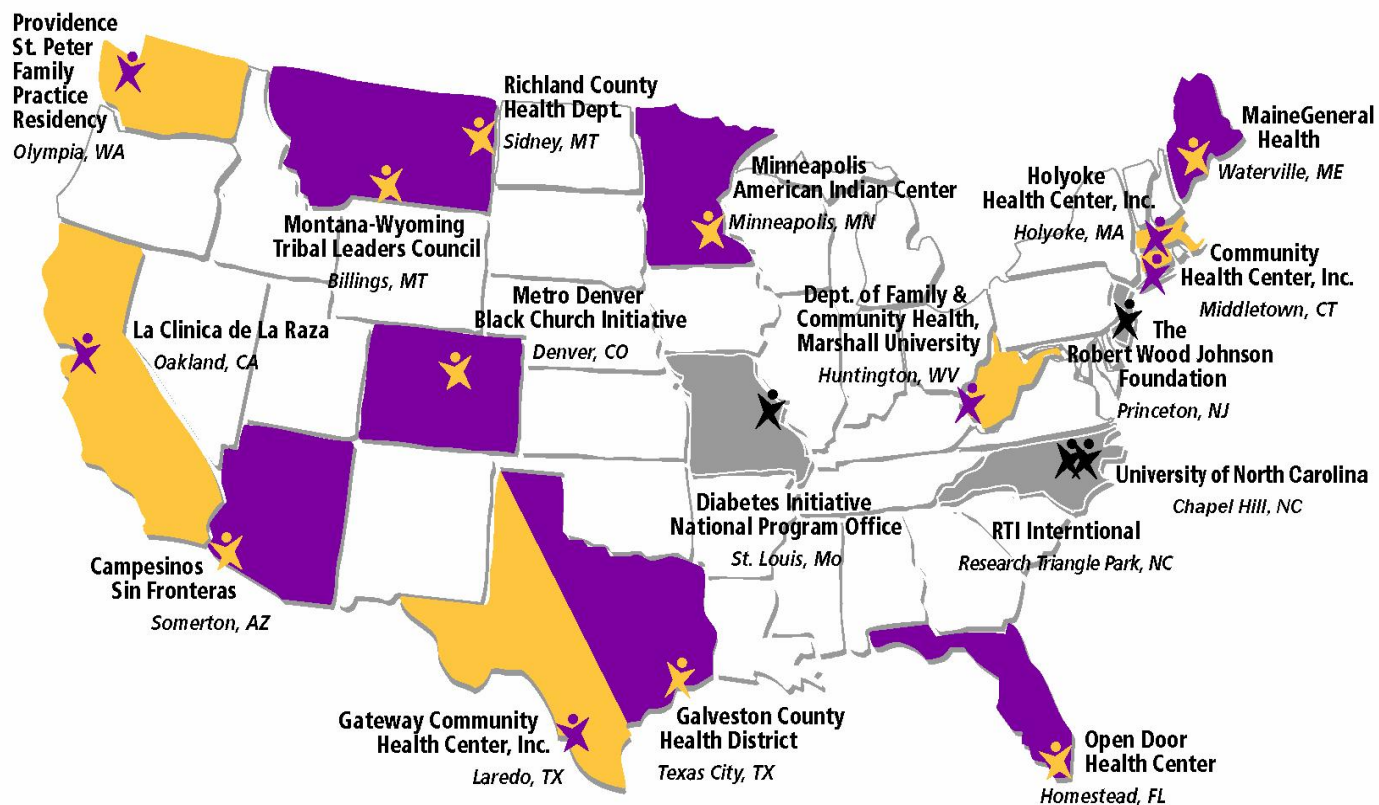 Providence
St. Peter
Family
Practice
Residency
Olympia, WA
Richland County
Health Dept.
Sidney, MT
Montana-Wyoming
Tribal Leaders Council
Billings, MT
Minneapolis
American Indian Center
Minneapolis, MN
MaineGeneral
Health
Waterville, ME
Holyoke
Health Center, Inc.
Holyoke, MA
Community
Health Center, Inc.
Middletown, CT
La Clinica de La Raza
Oakland, CA
Metro Denver
Black Church Initiative
Denver, CO
Dept. of Family &
Community Health,
Marshall University
Huntington, WV
The
Robert Wood Johnson
Foundation
Princeton, NJ
Campesinos
Sin Fronteras
Somerton, AZ
Diabetes Initiative
National Program Office
St. Louis, Mo
University of North Carolina
Chapel Hill, NC
RTI Interntional
Research Triangle Park, NC
Gateway Community
Health Center, Inc.
Laredo, TX
Galveston County
Health District
Texas City, TX
Open Door
Health Center
Homestead, FL